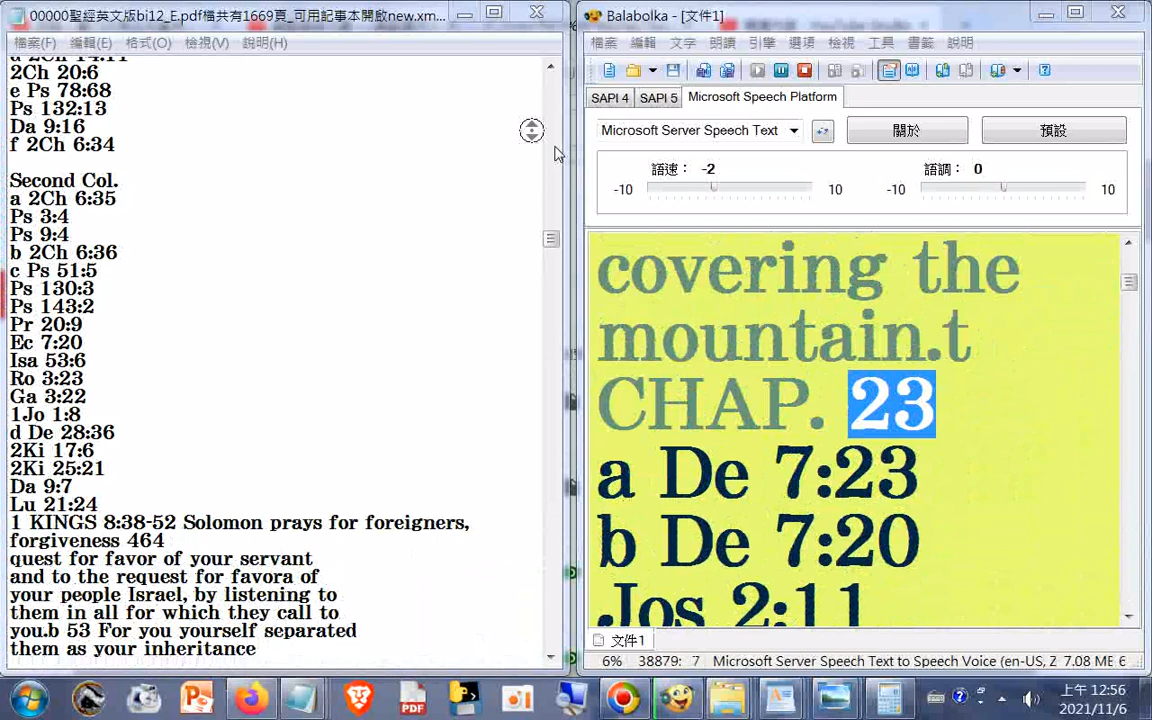 00000聖經英文版bi12_E.pdf檔共有1669頁_可用記事本開啟new.xm...
檔案(F) 編輯(E) 格式(O) 檢視(V) 說明(H)
d 2Ch 14:11
2Ch 20:6
e Ps 78:68
Ps 132:13
Da 9:16
f 2Ch 6:34
Second Col.
a 2Ch 6:35
Ps 3:4
Ps 9:4
b 2Ch 6:36
c Ps 51:5
Ps 130:3
Ps 143:2
Pr 20:9
Ec 7:20
Isa 53:6
Ro 3:23
Ga 3:22
1Jo 1:8
d De 28:36
2Ki 17:6
2Ki 25:21
Da 9:7
Lu 21:24
1 KINGS 8:38-52 Solomon prays for foreigners,
forgiveness 464
quest for favor of your servant
and to the request for favora of
your people Israel, by listening to
them in all for which they call to
you.b 53 For you yourself separated
them as your inheritance
Balabolka - [文件1]
檔案 編輯 文字 朗讀 引擎 選項 檢視 工具 書籤 說明
SAPI 4 SAPI 5 Microsoft Speech Platform
Microsoft Server Speech Text 關於 預設
語速： -2 語調： 0
-10 10 -10 10
covering the
mountain.t
CHAP. 23
a De 7:23
b De 7:20
Jos 2:11
文件1
6% 38879: 7 Microsoft Server Speech Text to Speech Voice (en-US, Z 7.08 MB 6
PDF
上午 12:56
2021/11/6